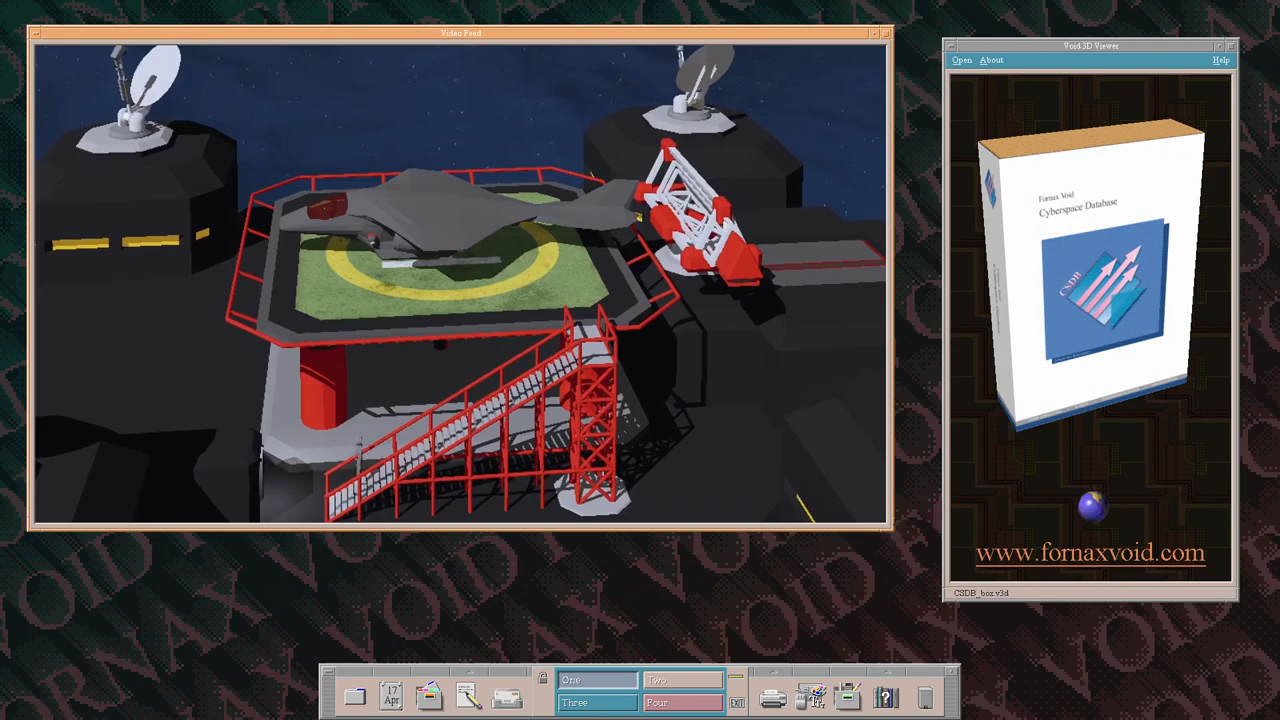 Video Feed
Void 3D Viewer
Open About Help
Fornax Void
Cyberspace Database
CSDB
www.fornaxvoid.com
CSDB_box.v3d
17
Apr
One
Two
Three
Four
EXIT
VOID